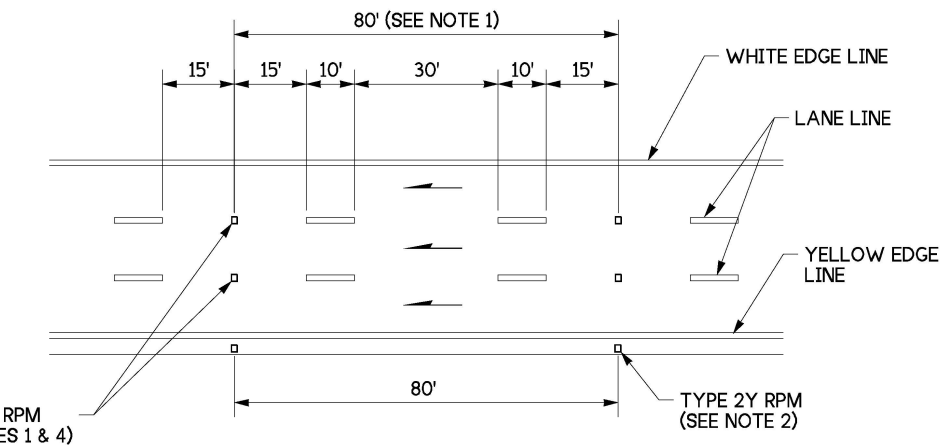 80' (SEE NOTE 1)
15' 15' 10' 30' 10' 15'
WHITE EDGE LINE
LANE LINE
YELLOW EDGE
LINE
80'
RPM
ES 1 & 4)
TYPE 2Y RPM
(SEE NOTE 2)